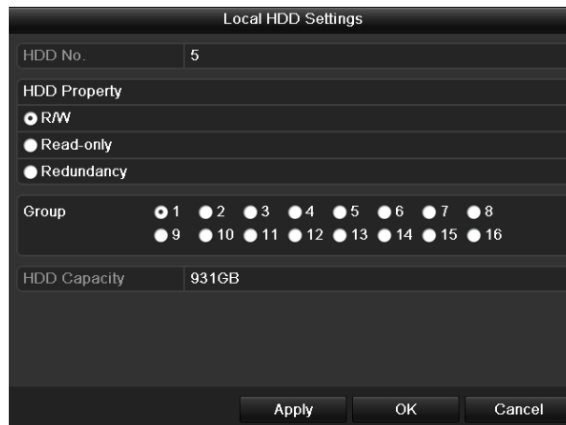 Local HDD Settings
HDD No. 5
HDD Property
R/W
Read-only
Redundancy
Group 1 2 3 4 5 6 7 8
9 10 11 12 13 14 15 16
HDD Capacity 931GB
Apply OK Cancel